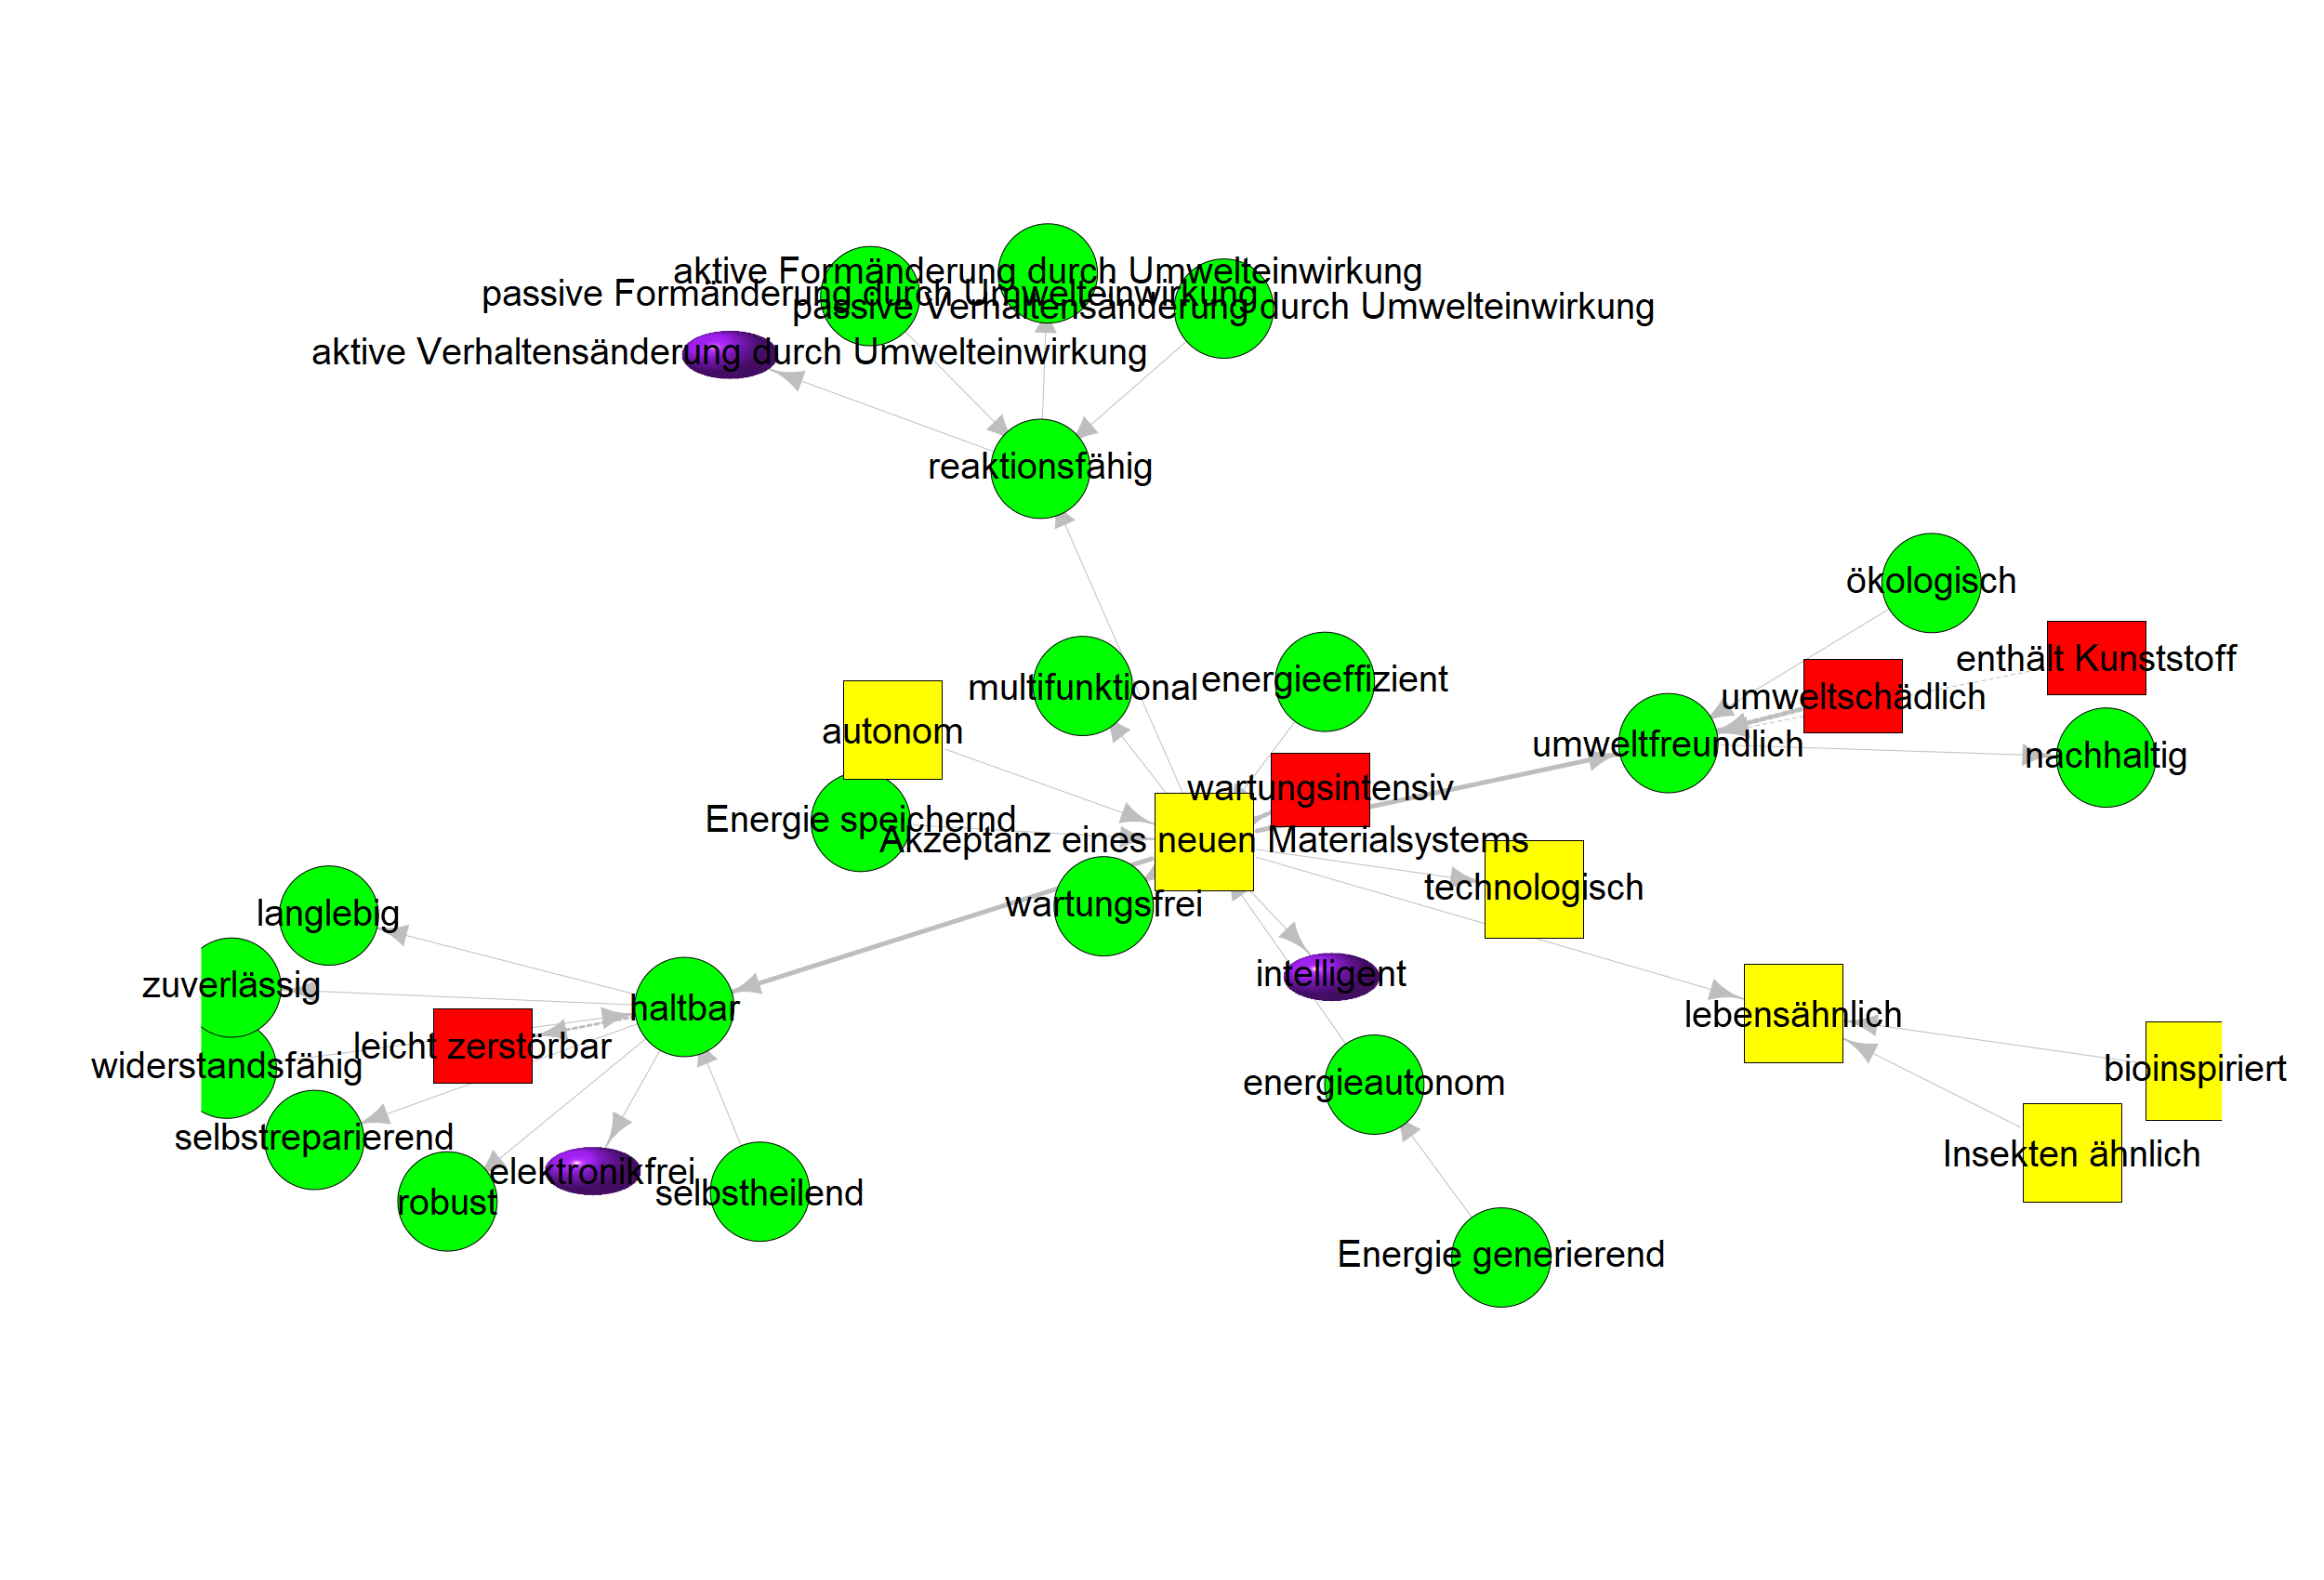 aktive Formänderung durch Umwelteinwirkung
passive Formänderung durch Umwelteinwirkung
passive Verhaltensänderung durch Umwelteinwirkung
aktive Verhaltensänderung durch Umwelteinwirkung
reaktionsfähig
ökologisch
enthält Kunststoff
umweltschädlich
multifunktional
energieeffizient
autonom
umweltfreundlich
nachhaltig
wartungsintensiv
Energie speichernd
Akzeptanz eines neuen Materialsystems
technologisch
wartungsfrei
langlebig
intelligent
zuverlässig
haltbar
lebensähnlich
leicht zerstörbar
widerstandsfähig
bioinspiriert
energieautonom
selbstreparierend
Insekten ähnlich
elektronikfrei
selbstheilend
robust
Energie generierend